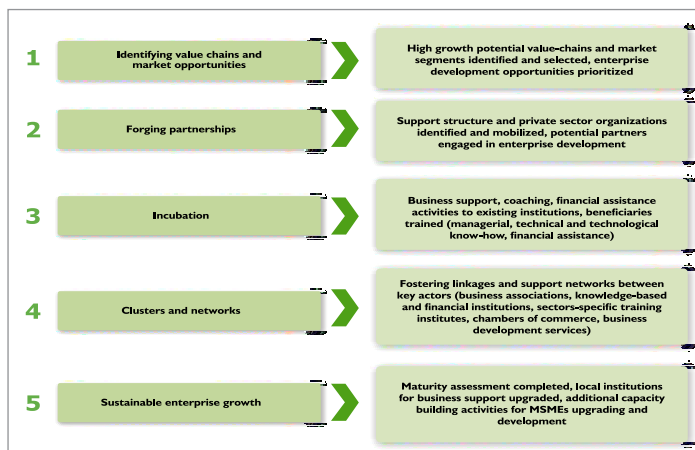 1
Identifying value chains and
market opportunities
High growth potential value-chains and market
segments identified and selected, enterprise
development opportunities prioritized
2
Forging partnerships
Support structure and private sector organizations
identified and mobilized, potential partners
engaged in enterprise development
3
Incubation
Business support, coaching, financial assistance
activities to existing institutions, beneficiaries
trained (managerial, technical and technological
know-how, financial assistance)
4
Clusters and networks
Fostering linkages and support networks between
key actors (business associations, knowledge-based
and financial institutions, sectors-specific training
institutes, chambers of commerce, business
development services)
5
Sustainable enterprise growth
Maturity assessment completed, local institutions
for business support upgraded, additional capacity
building activities for MSMEs upgrading and
development